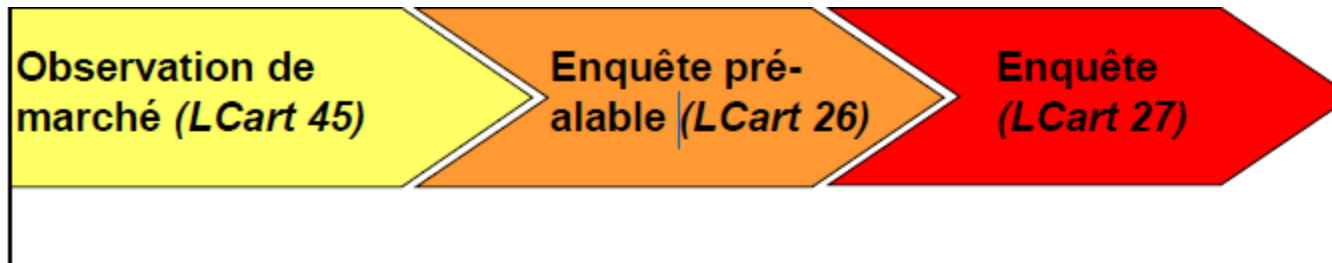 Observation de
marché (LCart 45)
Enquête pré-
alable (LCart 26)
Enquête
(LCart 27)